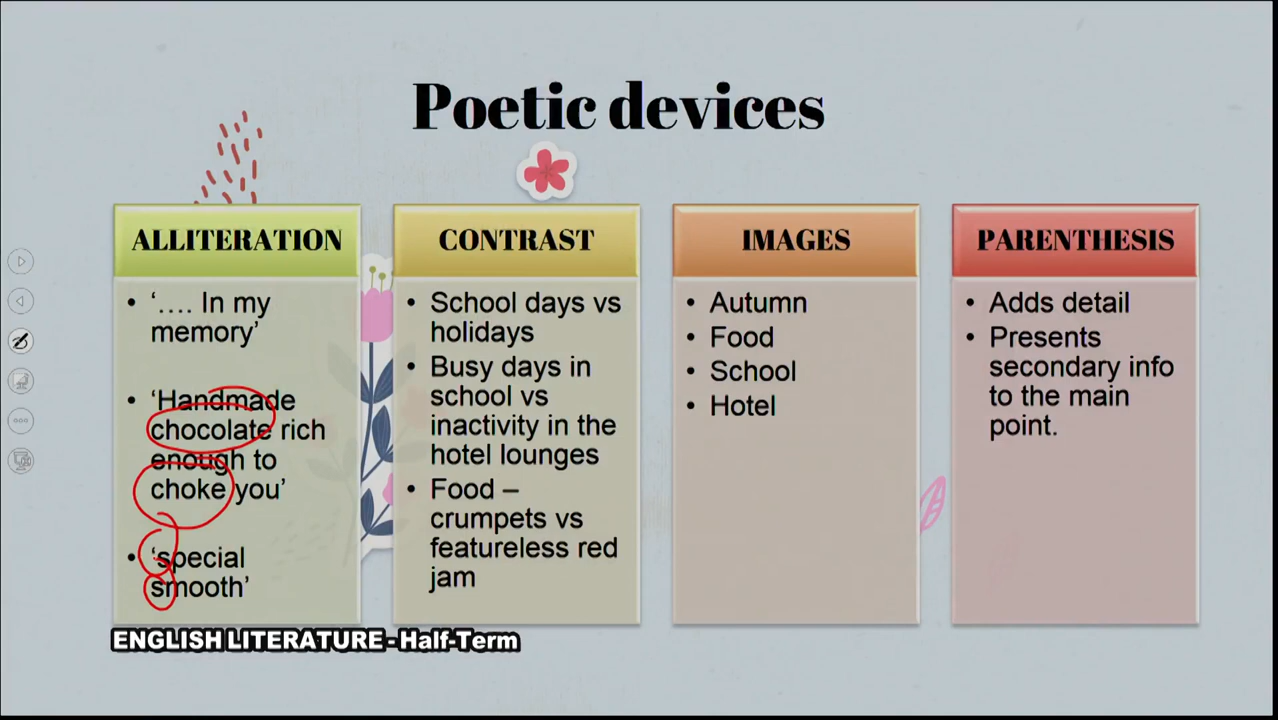 Poetic devices
ALLITERATION
• ‘…. In my
memory’
• ‘Handmade
chocolate rich
enough to
choke you’
• ‘special
smooth’
CONTRAST
• School days vs
holidays
• Busy days in
school vs
inactivity in the
hotel lounges
• Food –
crumpets vs
featureless red
jam
IMAGES
• Autumn
• Food
• School
• Hotel
PARENTHESIS
• Adds detail
• Presents
secondary info
to the main
point.
ENGLISH LITERATURE - Half-Term